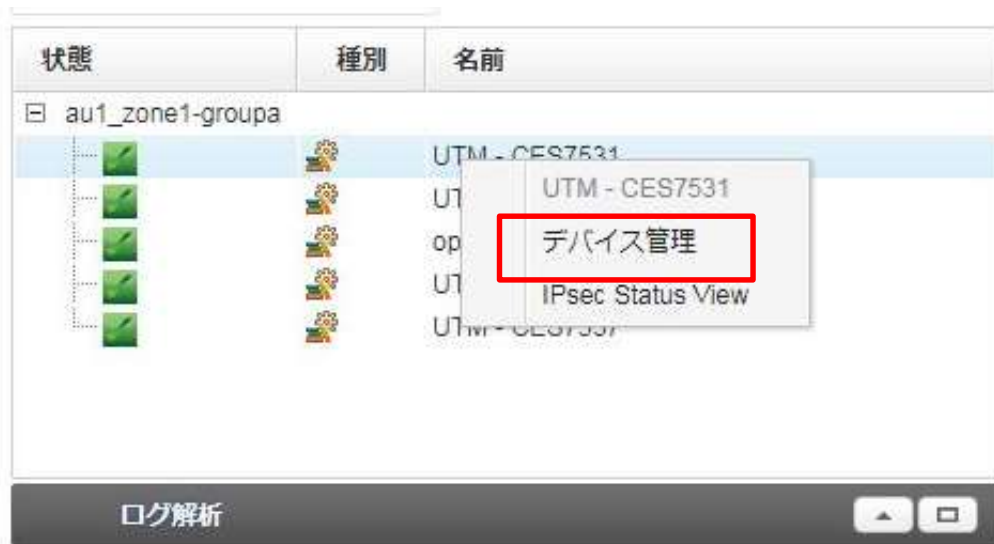 状態 種別 名前
au1_zone1-groupa
UTM - CES7531
UTM - CES7531
デバイス管理
IPsec Status View
ログ解析